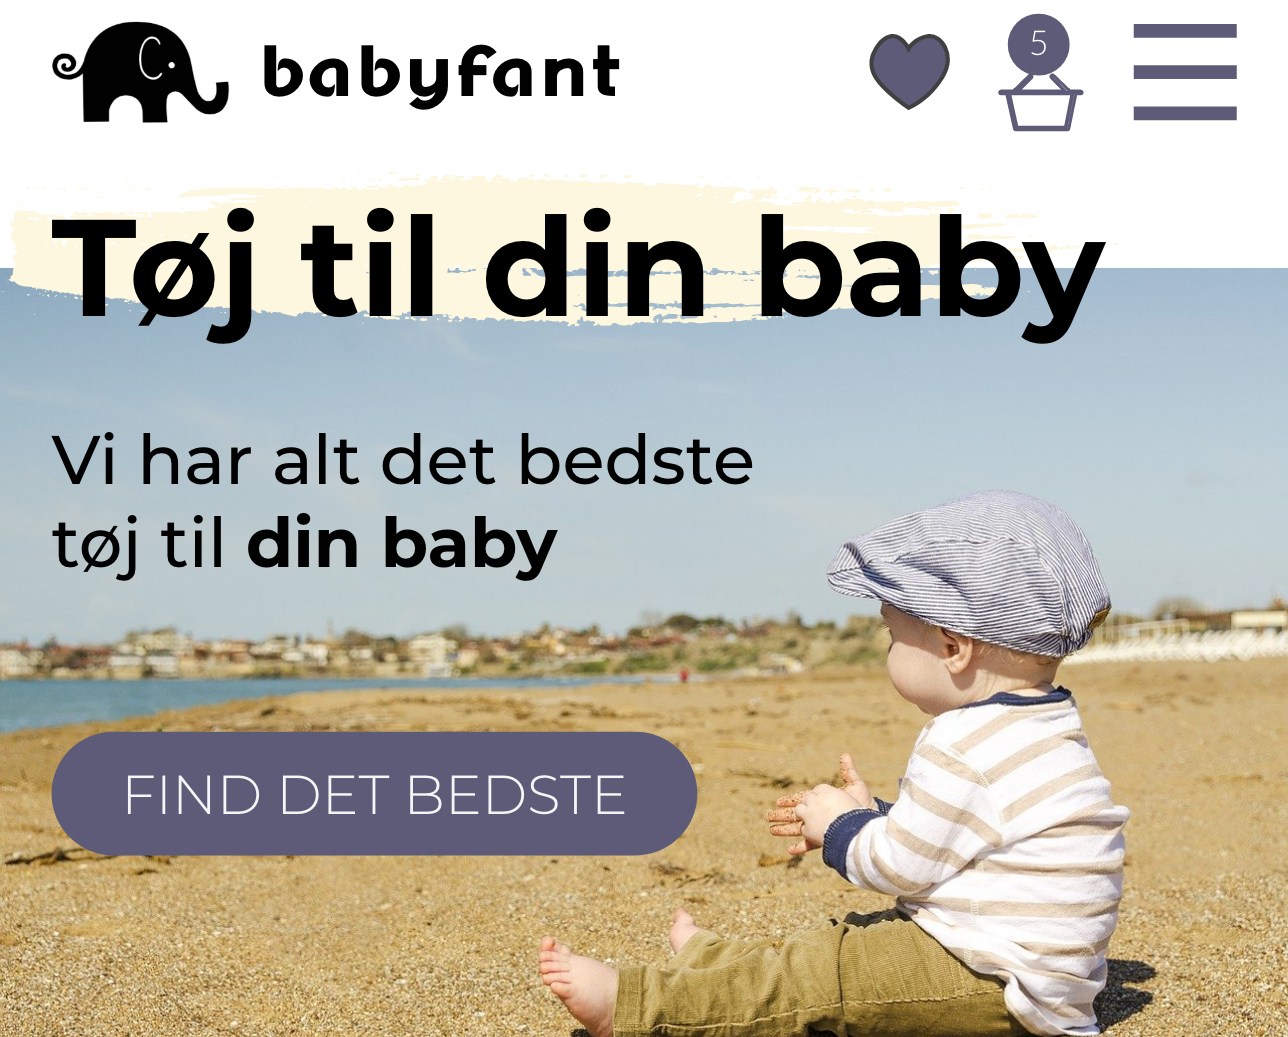 babyfant
5
Tøj til din baby
Vi har alt det bedste
tøj til din baby
FIND DET BEDSTE